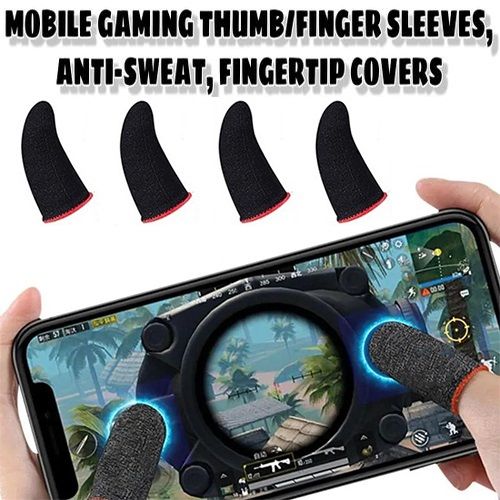 MOBILE GAMING THUMB/FINGER SLEEVES,
ANTI-SWEAT, FINGERTIP COVERS